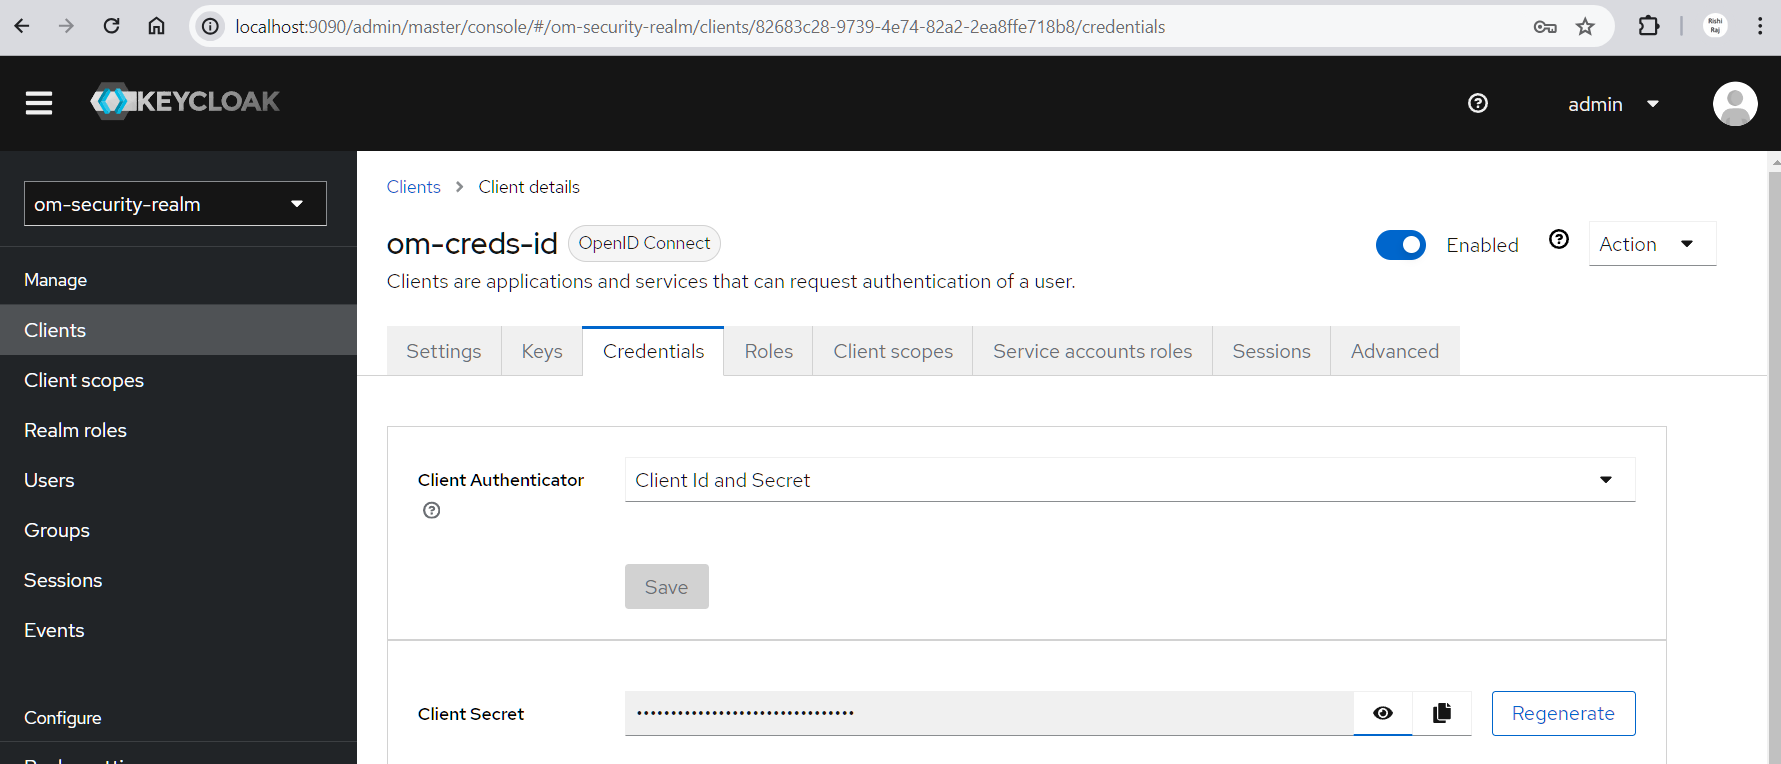 localhost:9090/admin/master/console/#/om-security-realm/clients/82683c28-9739-4e74-82a2-2ea8ffe718b8/credentials
Rishi
Raj
KEYCLOAK
admin
om-security-realm
Manage
Clients
Client scopes
Realm roles
Users
Groups
Sessions
Events
Configure
Clients > Client details
om-creds-id OpenID Connect
Enabled
Action
Clients are applications and services that can request authentication of a user.
Settings Keys Credentials Roles Client scopes Service accounts roles Sessions Advanced
Client Authenticator
Client Id and Secret
Save
Client Secret
Regenerate